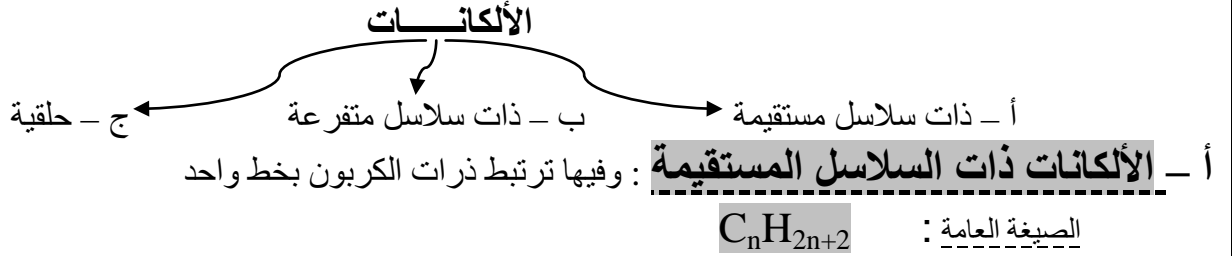 الألكانـــــات
أ – ذات سلاسل مستقيمة ب – ذات سلاسل متفرعة ج – حلقية
أ – الألكانات ذات السلاسل المستقيمة : وفيها ترتبط ذرات الكربون بخط واحد
الصيغة العامة : CₙH₂ₙ₊₂